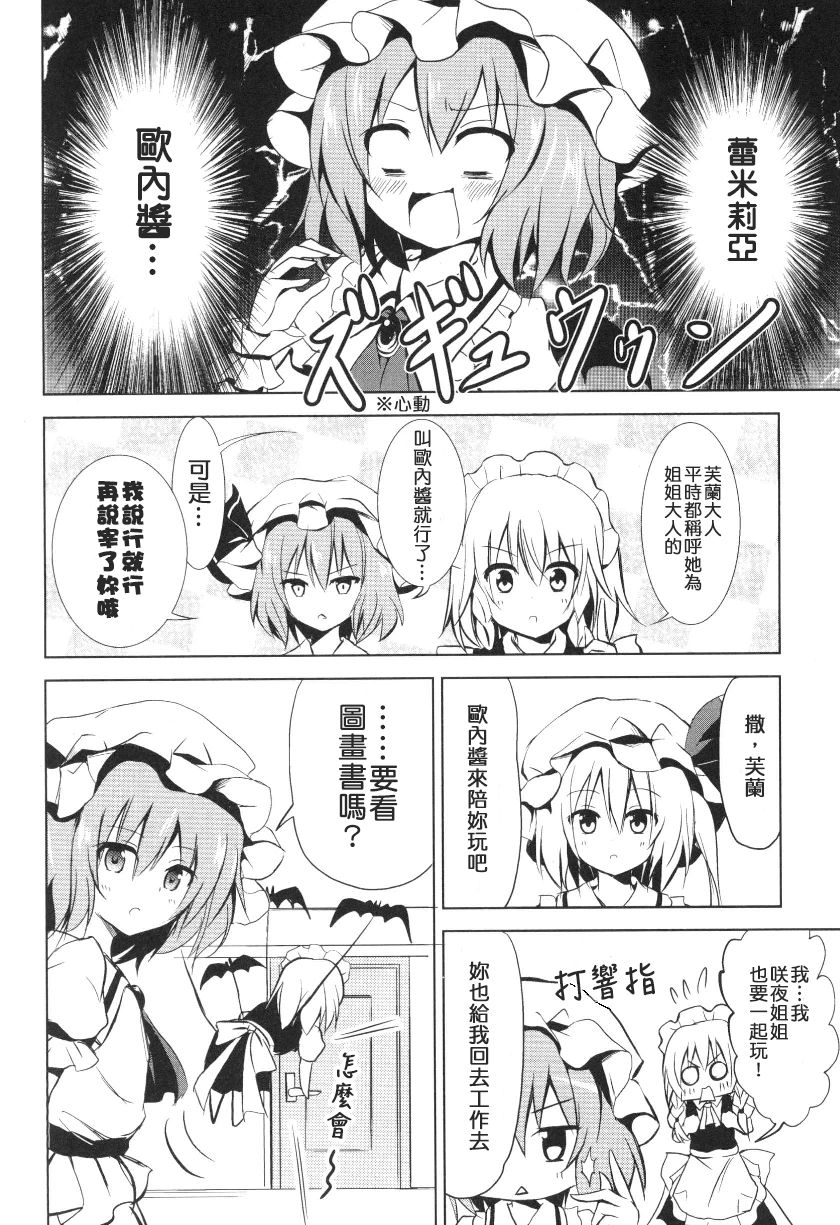 蕾米莉亞
歐內醬…
ズギュウゥン
※心動
芙蘭大人
平時都稱呼她為
姐姐大人的
叫歐內醬就行了…
可是…
我說行就行
再說宰了妳哦
撒，芙蘭
歐內醬來陪妳玩吧
我…我
咲夜姐姐
也要一起玩！
打響指
妳也給我回去工作去
……要看
圖畫書嗎？
怎麼會～